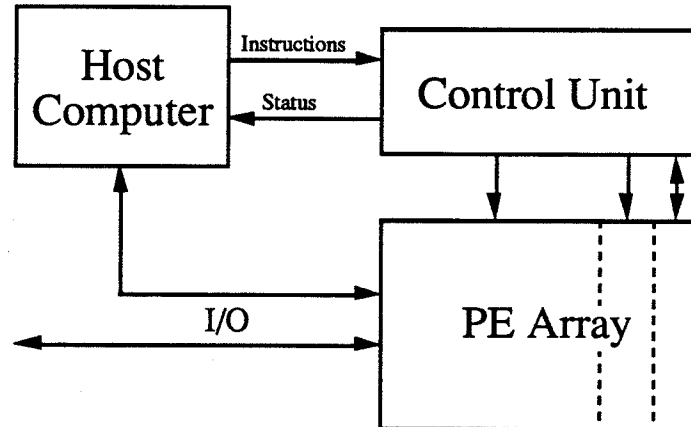 Host
Computer
Instructions
Status
Control Unit
I/O
PE Array